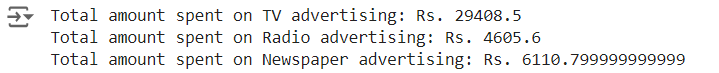 Total amount spent on TV advertising: Rs. 29408.5
Total amount spent on Radio advertising: Rs. 4605.6
Total amount spent on Newspaper advertising: Rs. 6110.799999999999